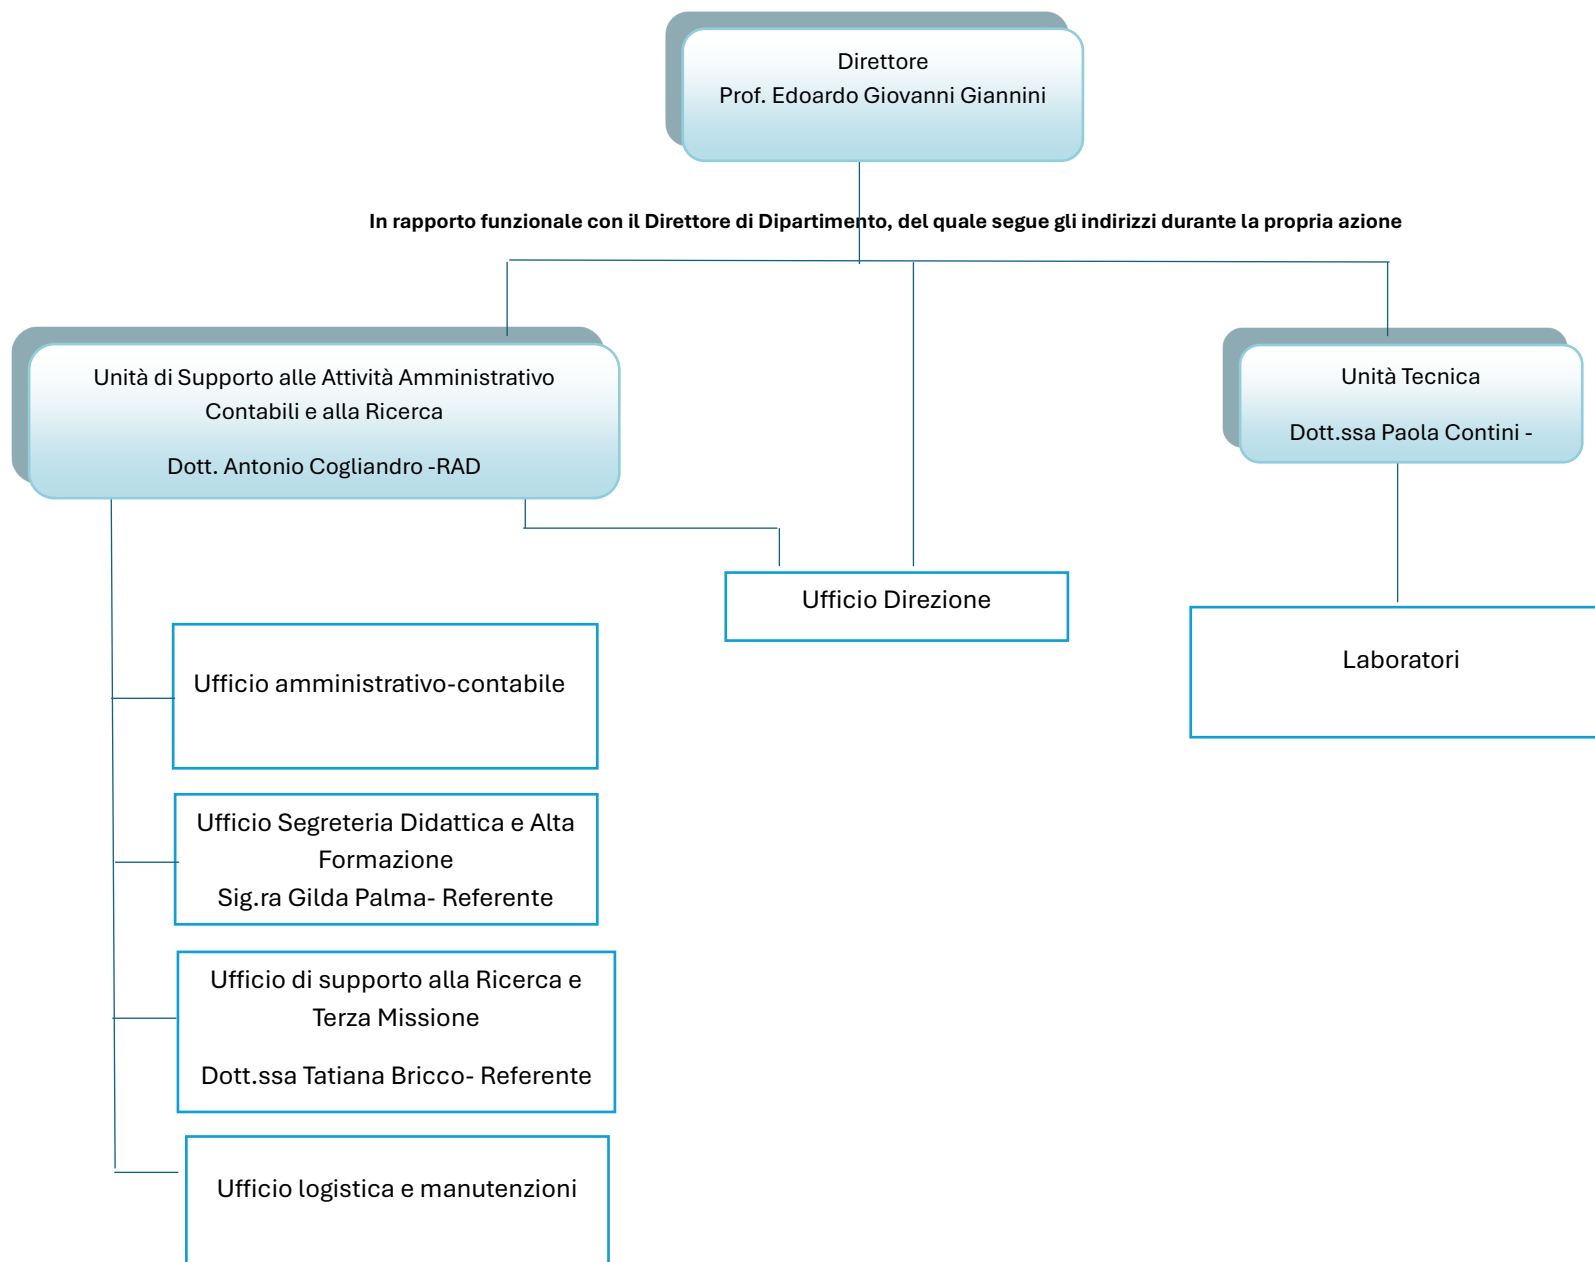 Direttore
Prof. Edoardo Giovanni Giannini
In rapporto funzionale con il Direttore di Dipartimento, del quale segue gli indirizzi durante la propria azione
Unità di Supporto alle Attività Amministrativo
Contabili e alla Ricerca
Dott. Antonio Cogliandro -RAD
Unità Tecnica
Dott.ssa Paola Contini -
Ufficio Direzione
Laboratori
Ufficio amministrativo-contabile
Ufficio Segreteria Didattica e Alta
Formazione
Sig.ra Gilda Palma- Referente
Ufficio di supporto alla Ricerca e
Terza Missione
Dott.ssa Tatiana Bricco- Referente
Ufficio logistica e manutenzioni